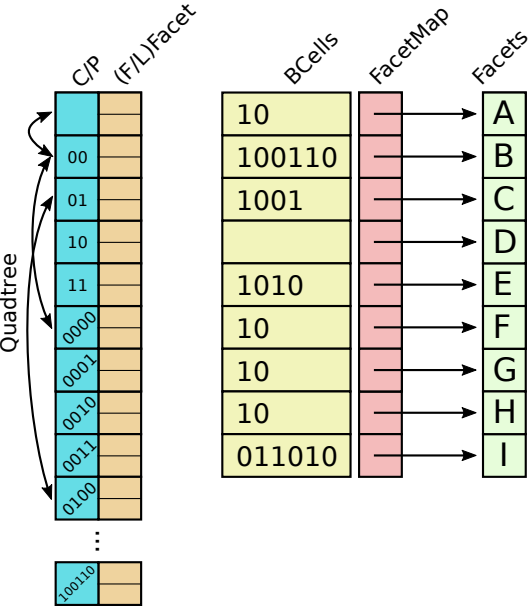 C/P
(F/L)Facet
BCells
FacetMap
Facets
Quadtree
10 A
00 100110 B
01 1001 C
10 D
11 1010 E
0000 10 F
0001 10 G
0010 10 H
0011 011010 I
0100
...
100110